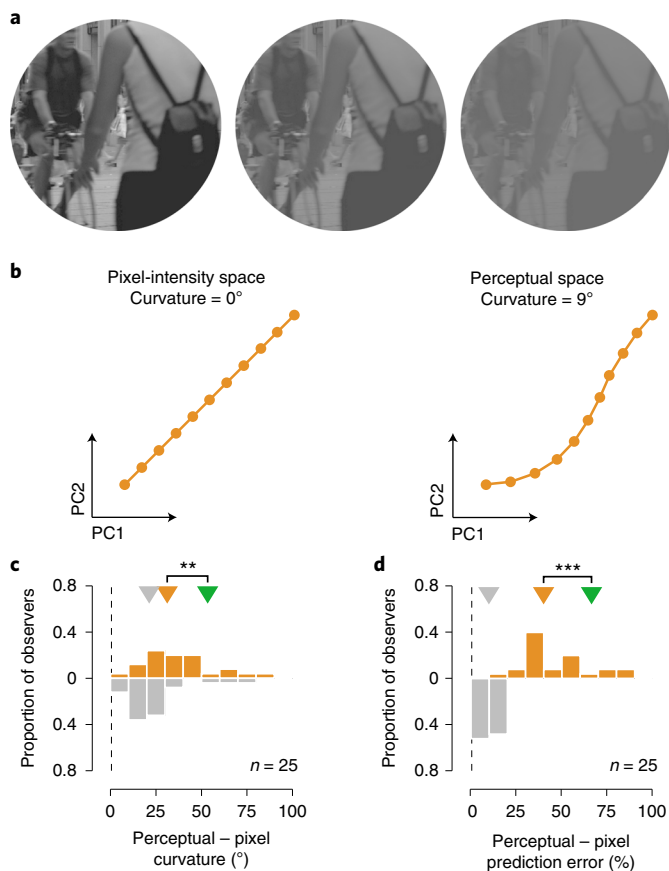 a
b
Pixel-intensity space
Curvature = 0°
Perceptual space
Curvature = 9°
PC2
PC1
PC2
PC1
c
**
0.8
0.4
0
0.4
0.8
Proportion of observers
n = 25
0 25 50 75 100
Perceptual – pixel
curvature (°)
d
***
0.8
0.4
0
0.4
0.8
Proportion of observers
n = 25
0 25 50 75 100
Perceptual – pixel
prediction error (%)